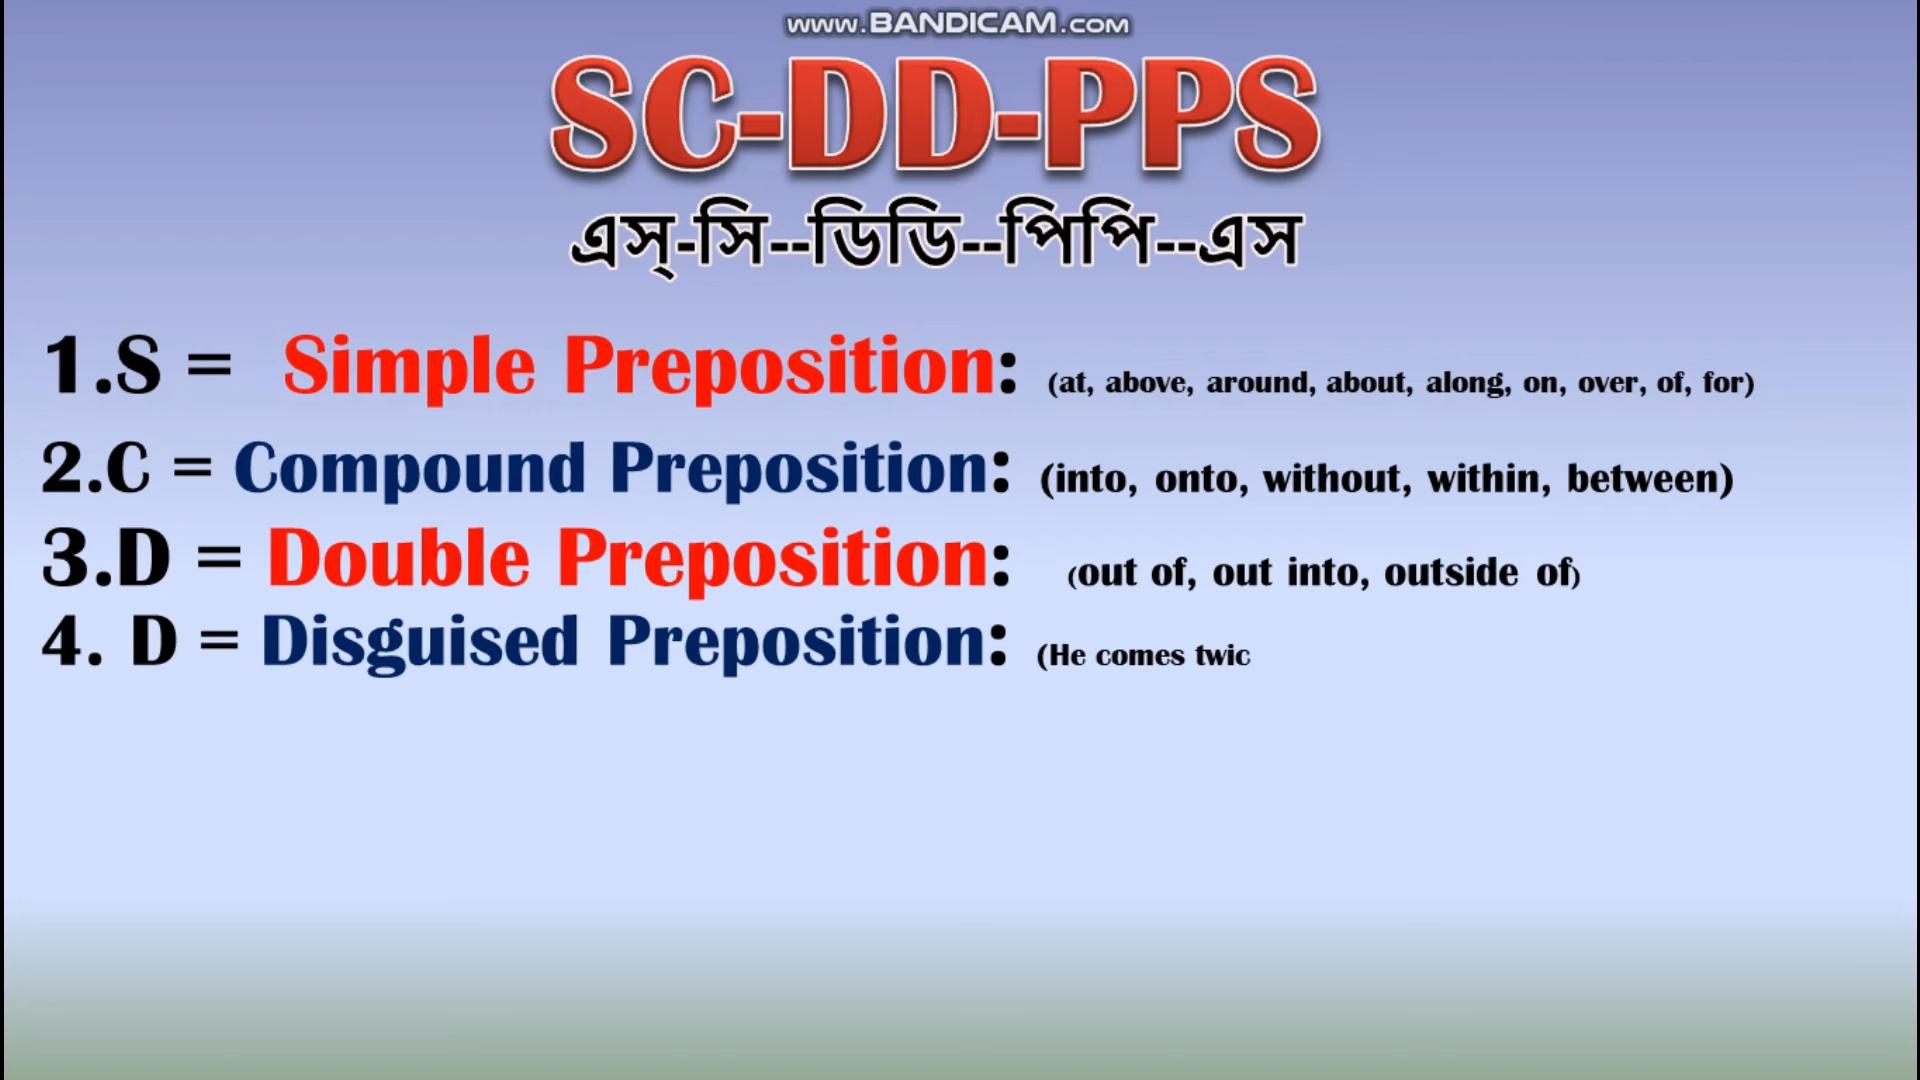 www.BANDICAM.com
SC-DD-PPS
এস্-সি--ডিডি--পিপি--এস
1.S = Simple Preposition: (at, above, around, about, along, on, over, of, for)
2.C = Compound Preposition: (into, onto, without, within, between)
3.D = Double Preposition: (out of, out into, outside of)
4. D = Disguised Preposition: (He comes twic